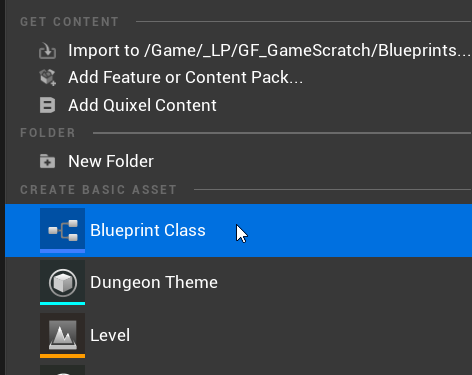 GET CONTENT
Import to /Game/_LP/GF_GameScratch/Blueprints...
Add Feature or Content Pack...
Add Quixel Content
FOLDER
New Folder
CREATE BASIC ASSET
Blueprint Class
Dungeon Theme
Level